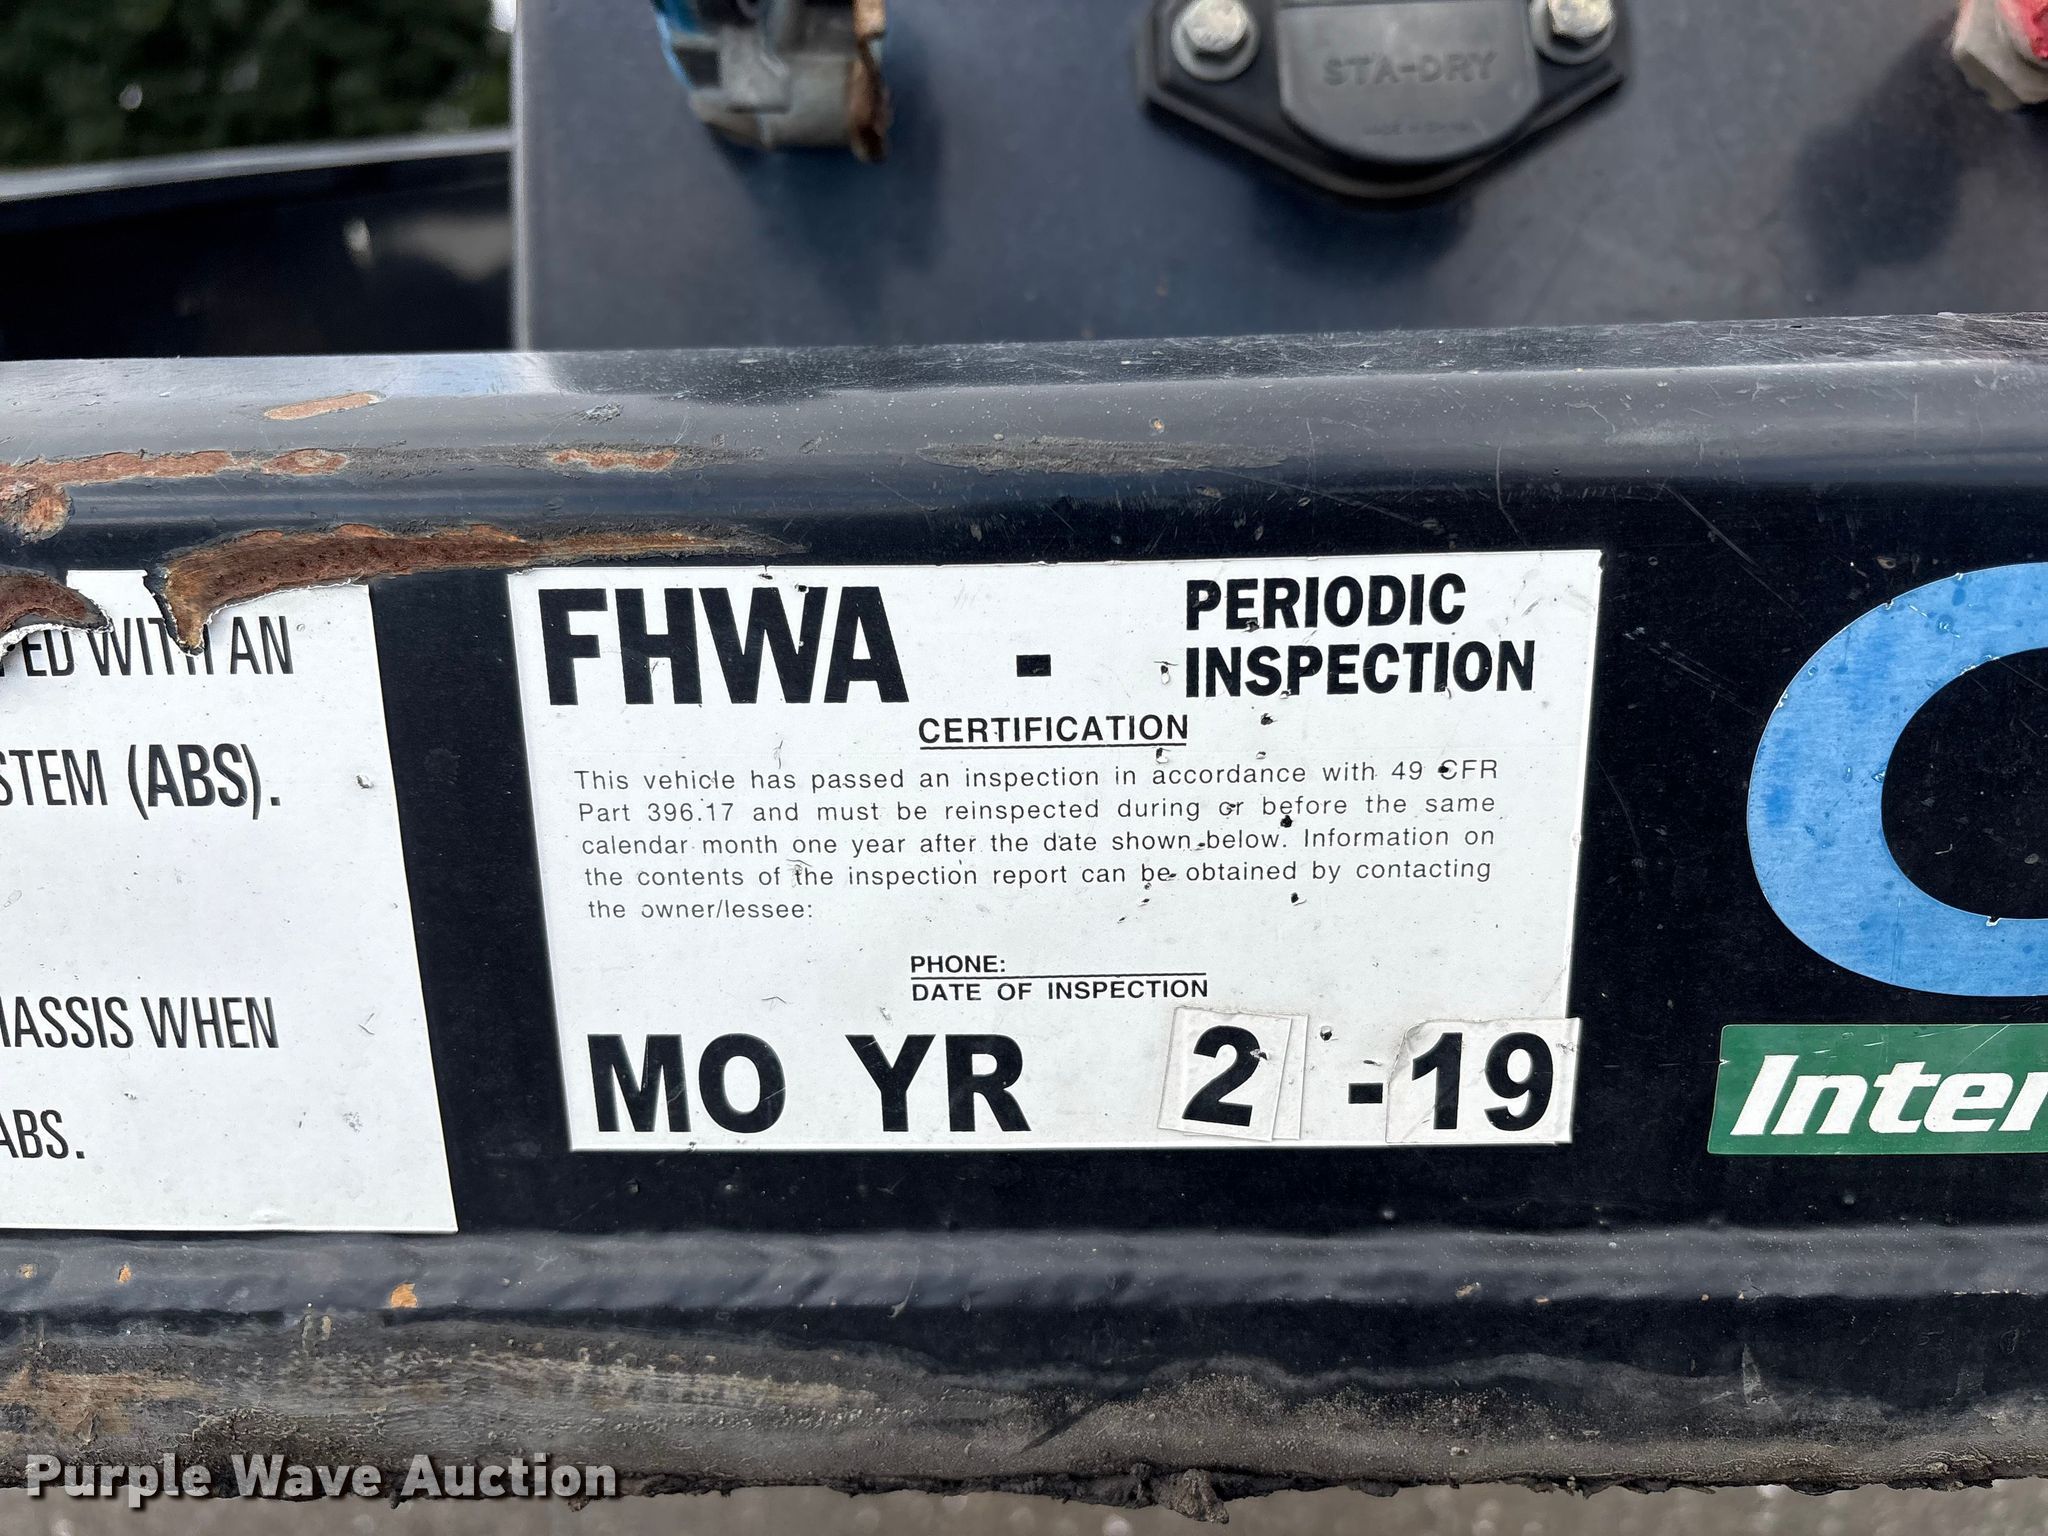 STA-DRY
MADE IN CHINA
WITH AN
(ABS).
WHEN
ABS.
FHWA - PERIODIC
INSPECTION
CERTIFICATION
This vehicle has passed an inspection in accordance with 49 CFR
Part 396.17 and must be reinspected during or before the same
calendar month one year after the date shown below. Information on
the contents of the inspection report can be obtained by contacting
the owner/lessee:
PHONE:
DATE OF INSPECTION
MO YR 2 - 19
Inter
Purple Wave Auction